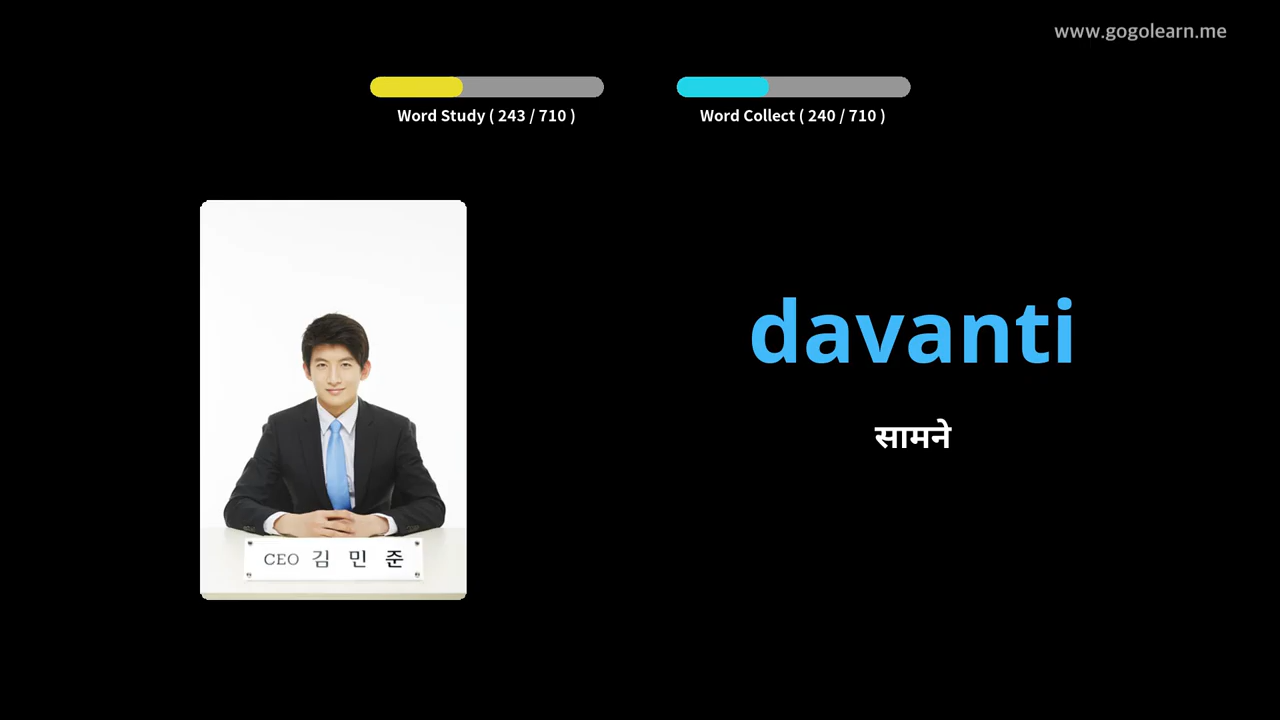 www.gogolearn.me
Word Study ( 243 / 710 )
Word Collect ( 240 / 710 )
davanti
सामने
CEO 김 민 준